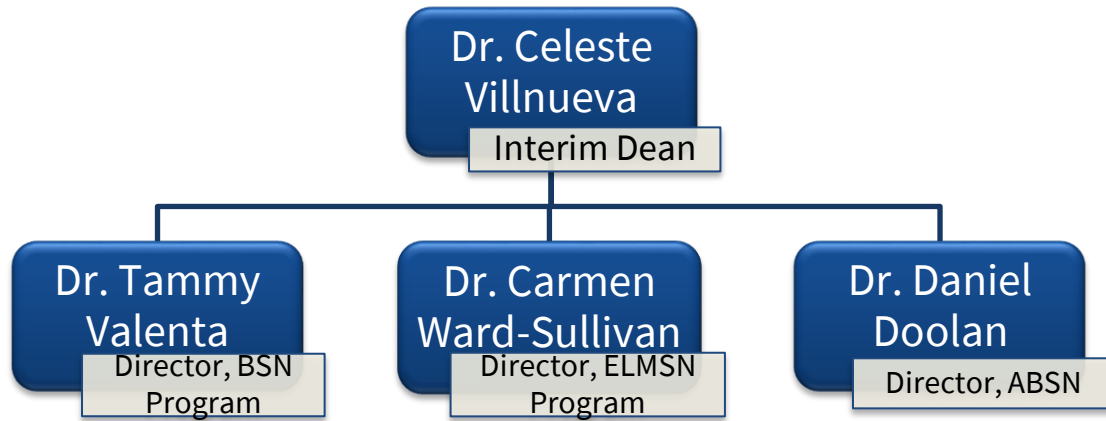 Dr. Celeste
Villnueva
Interim Dean
Dr. Tammy
Valenta
Director, BSN
Program
Dr. Carmen
Ward-Sullivan
Director, ELMSN
Program
Dr. Daniel
Doolan
Director, ABSN